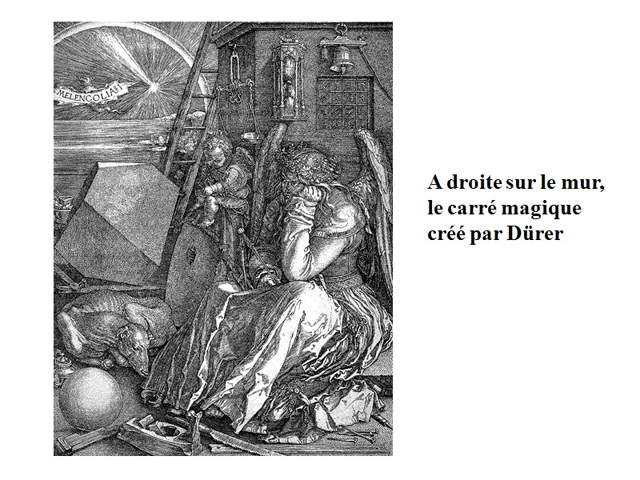 MELENCOLIA§I
A droite sur le mur,
le carré magique
créé par Dürer